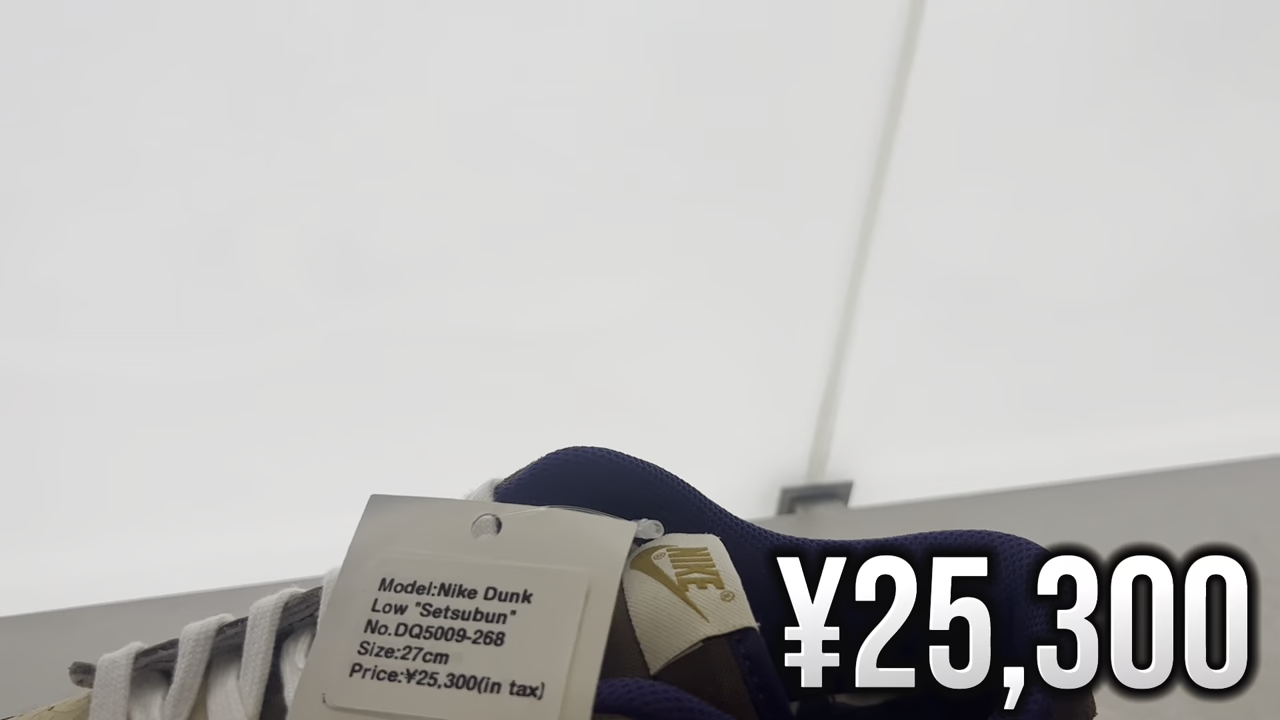 Model:Nike Dunk
Low "Setsubun"
No.DQ5009-268
Size:27cm
Price:¥25,300(in tax)
NIKE
¥25,300